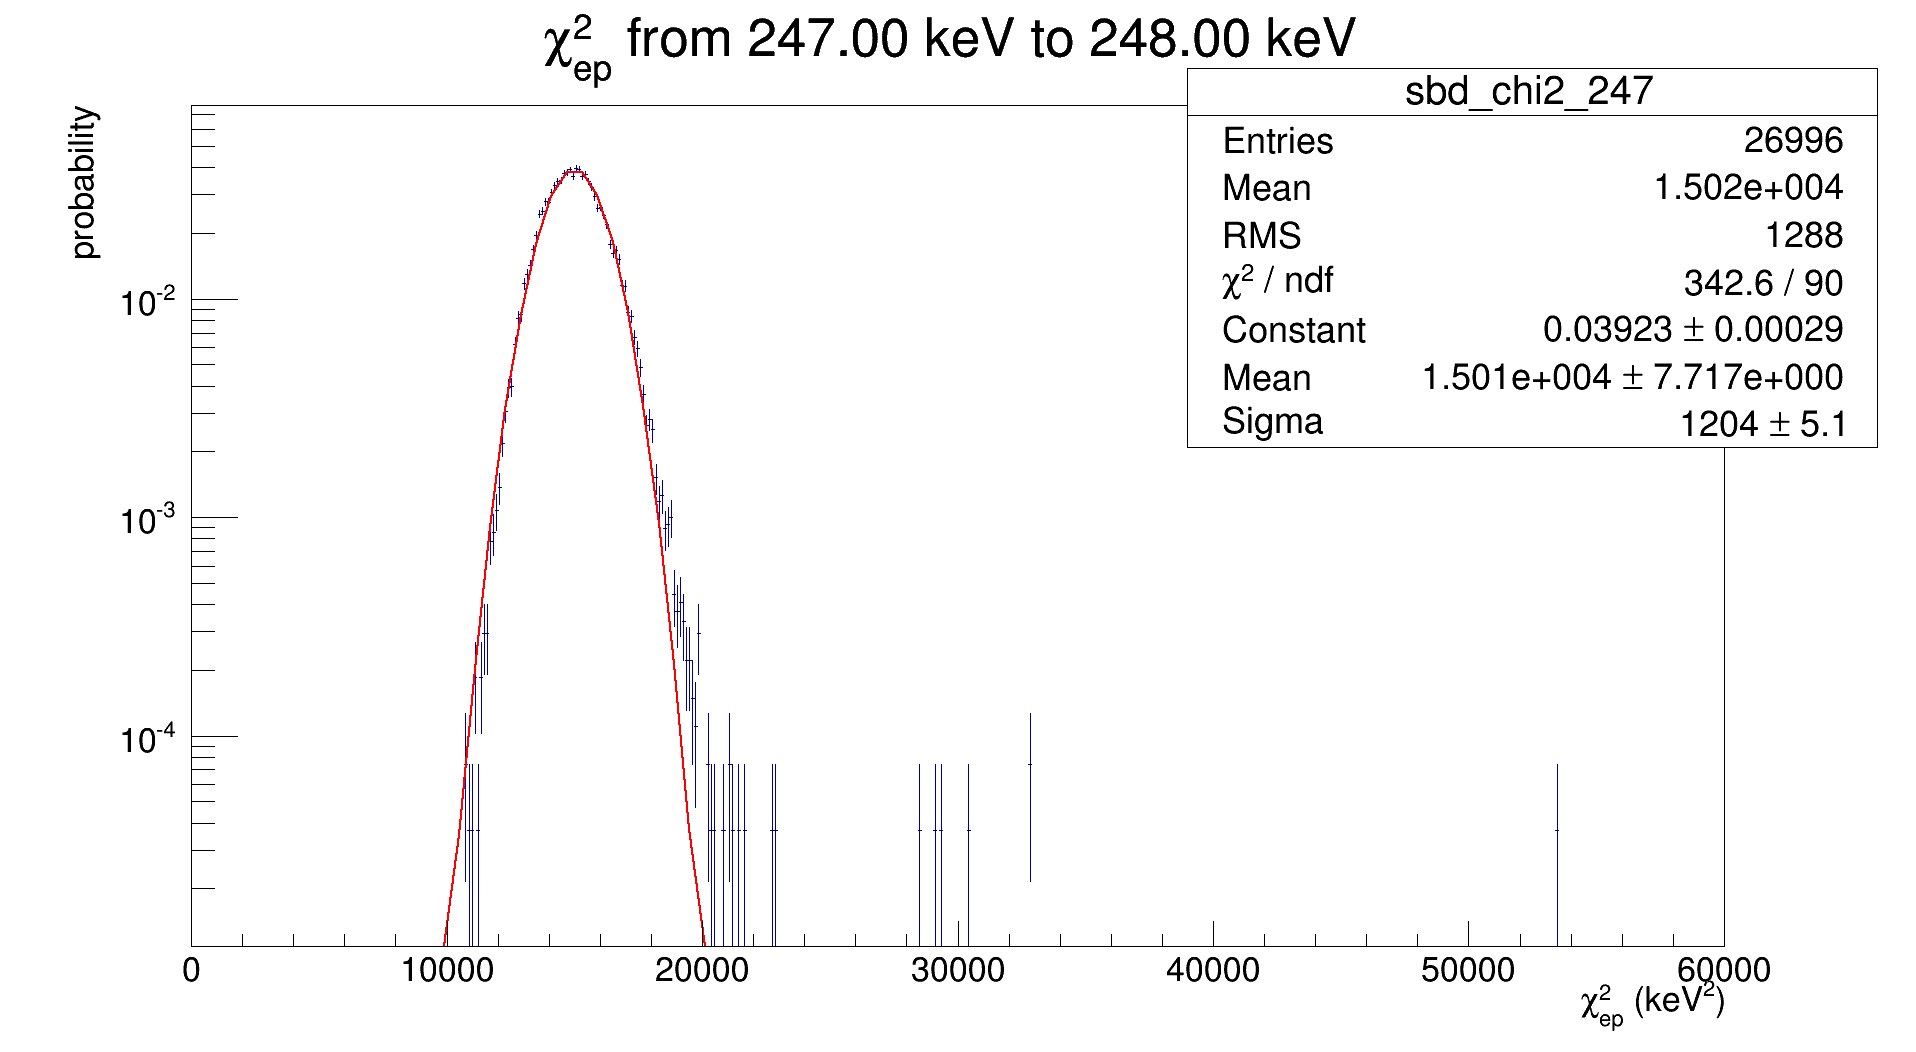 χ²ep from 247.00 keV to 248.00 keV
sbd_chi2_247
Entries 26996
Mean 1.502e+004
RMS 1288
χ² / ndf 342.6 / 90
Constant 0.03923 ± 0.00029
Mean 1.501e+004 ± 7.717e+000
Sigma 1204 ± 5.1
probability
10⁻²
10⁻³
10⁻⁴
0 10000 20000 30000 40000 50000 60000
χ²ep (keV²)